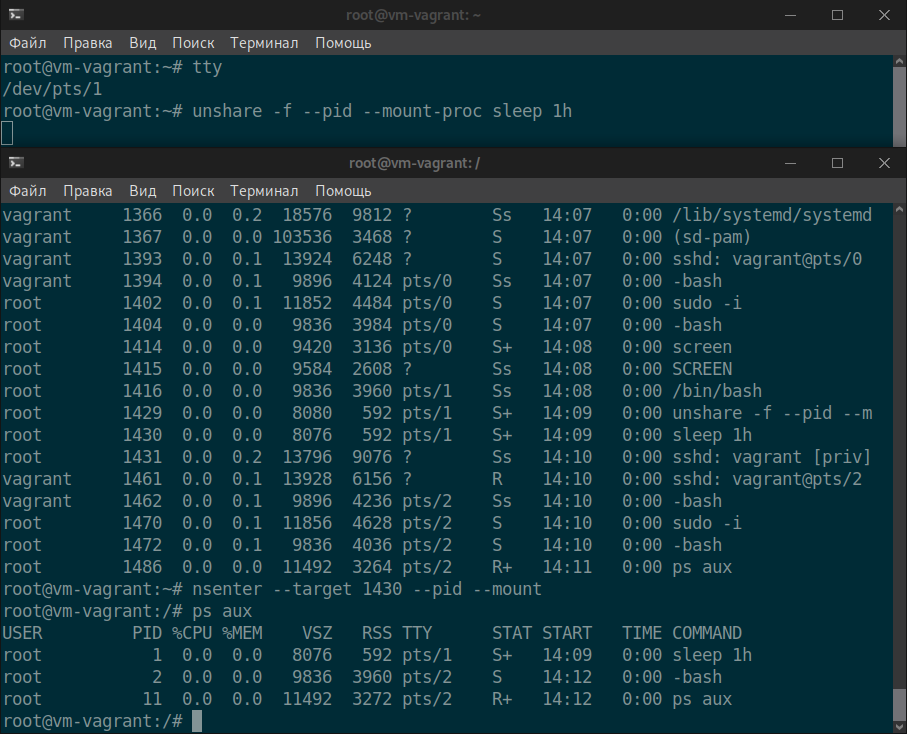 root@vm-vagrant: ~
Файл Правка Вид Поиск Терминал Помощь
root@vm-vagrant:~# tty
/dev/pts/1
root@vm-vagrant:~# unshare -f --pid --mount-proc sleep 1h
root@vm-vagrant: /
Файл Правка Вид Поиск Терминал Помощь
vagrant     1366  0.0  0.2  18576  9812 ?        Ss   14:07   0:00 /lib/systemd/systemd
vagrant     1367  0.0  0.0 103536  3468 ?        S    14:07   0:00 (sd-pam)
vagrant     1393  0.0  0.1  13924  6248 ?        S    14:07   0:00 sshd: vagrant@pts/0
vagrant     1394  0.0  0.1   9896  4124 pts/0    Ss   14:07   0:00 -bash
root        1402  0.0  0.1  11852  4484 pts/0    S    14:07   0:00 sudo -i
root        1404  0.0  0.0   9836  3984 pts/0    S    14:07   0:00 -bash
root        1414  0.0  0.0   9420  3136 pts/0    S+   14:08   0:00 screen
root        1415  0.0  0.0   9584  2608 ?        Ss   14:08   0:00 SCREEN
root        1416  0.0  0.0   9836  3960 pts/1    Ss   14:08   0:00 /bin/bash
root        1429  0.0  0.0   8080   592 pts/1    S+   14:09   0:00 unshare -f --pid --m
root        1430  0.0  0.0   8076   592 pts/1    S+   14:09   0:00 sleep 1h
root        1431  0.0  0.2  13796  9076 ?        Ss   14:10   0:00 sshd: vagrant [priv]
vagrant     1461  0.0  0.1  13928  6156 ?        R    14:10   0:00 sshd: vagrant@pts/2
vagrant     1462  0.0  0.1   9896  4236 pts/2    Ss   14:10   0:00 -bash
root        1470  0.0  0.1  11856  4628 pts/2    S    14:10   0:00 sudo -i
root        1472  0.0  0.1   9836  4036 pts/2    S    14:10   0:00 -bash
root        1486  0.0  0.0  11492  3264 pts/2    R+   14:11   0:00 ps aux
root@vm-vagrant:~# nsenter --target 1430 --pid --mount
root@vm-vagrant:/# ps aux
USER         PID %CPU %MEM    VSZ   RSS TTY      STAT START   TIME COMMAND
root           1  0.0  0.0   8076   592 pts/1    S+   14:09   0:00 sleep 1h
root           2  0.0  0.0   9836  3960 pts/2    S    14:12   0:00 -bash
root          11  0.0  0.0  11492  3272 pts/2    R+   14:12   0:00 ps aux
root@vm-vagrant:/#